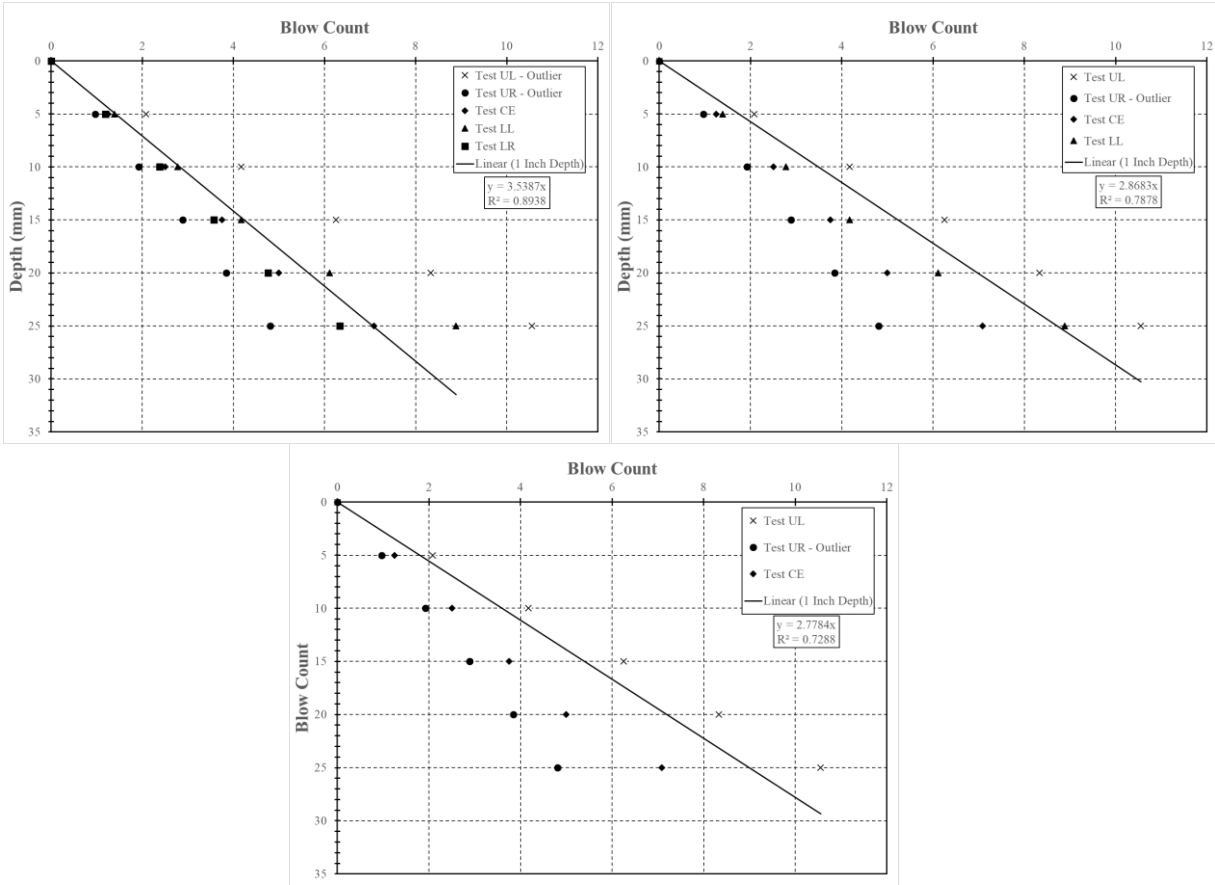 Blow Count
0 2 4 6 8 10 12
0
5
10
15
20
25
30
35
Depth (mm)
Test UL - Outlier
Test UR - Outlier
Test CE
Test LL
Test LR
Linear (1 Inch Depth)
y = 3.5387x
R² = 0.8938
Blow Count
0 2 4 6 8 10 12
0
5
10
15
20
25
30
35
Depth (mm)
Test UL
Test UR - Outlier
Test CE
Test LL
Linear (1 Inch Depth)
y = 2.8683x
R² = 0.7878
Blow Count
0 2 4 6 8 10 12
0
5
10
15
20
25
30
35
Blow Count
Test UL
Test UR - Outlier
Test CE
Linear (1 Inch Depth)
y = 2.7784x
R² = 0.7288